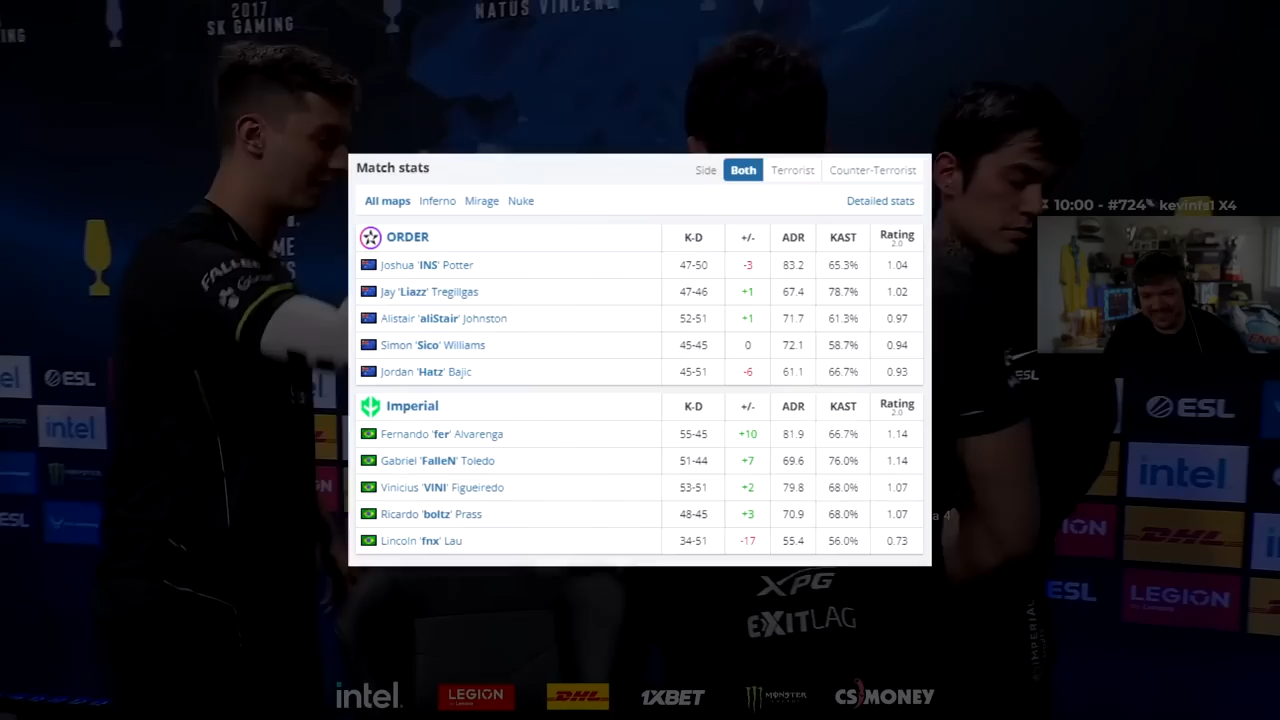 2017
SK GAMING
NATUS VINCERE
ING
Match stats
Side Both Terrorist Counter-Terrorist
All maps Inferno Mirage Nuke Detailed stats
ORDER K-D +/- ADR KAST Rating 2.0
Joshua 'INS' Potter 47-50 -3 83.2 65.3% 1.04
Jay 'Liazz' Tregillgas 47-46 +1 67.4 78.7% 1.02
Alistair 'aliStair' Johnston 52-51 +1 71.7 61.3% 0.97
Simon 'Sico' Williams 45-45 0 72.1 58.7% 0.94
Jordan 'Hatz' Bajic 45-51 -6 61.1 66.7% 0.93
Imperial K-D +/- ADR KAST Rating 2.0
Fernando 'fer' Alvarenga 55-45 +10 81.9 66.7% 1.14
Gabriel 'FalleN' Toledo 51-44 +7 69.6 76.0% 1.14
Vinicius 'VINI' Figueiredo 53-51 +2 79.8 68.0% 1.07
Ricardo 'boltz' Prass 48-45 +3 70.9 68.0% 1.07
Lincoln 'fnx' Lau 34-51 -17 55.4 56.0% 0.73
10:00 - #724 kevinfs1 X4
FALLEN
ESL
intel
ESL
ESL
intel
DHL
ESL
LEGION
a 4
XPG
EXITLAG
IMPERIAL
intel. LEGION by Lenovo DHL 1XBET MONSTER CS MONEY